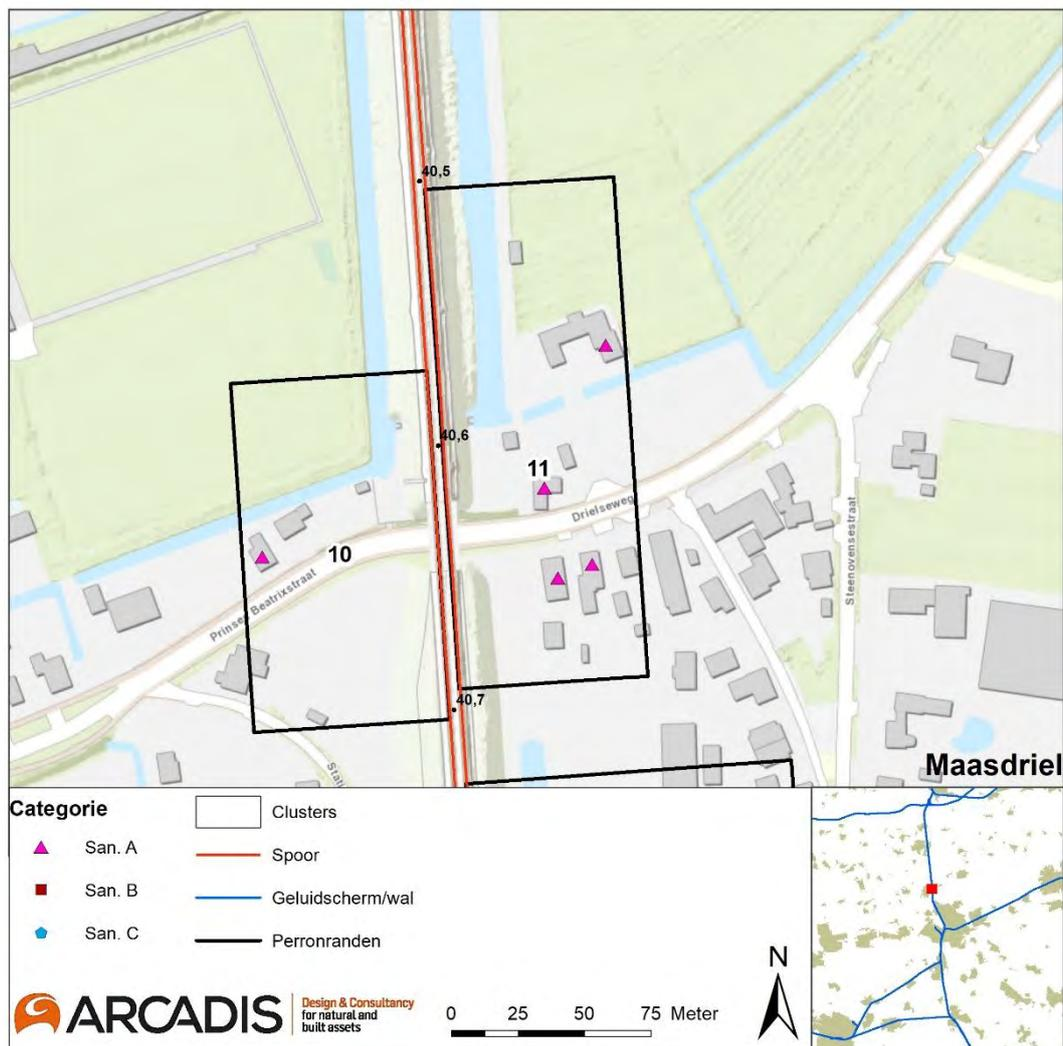 40,5
40,6
11
Drielseweg
10
Prinses Beatrixstraat
Steenovensestraat
40,7
Stati
Maasdriel
Categorie
San. A
San. B
San. C
Clusters
Spoor
Geluidscherm/wal
Perronranden
N
ARCADIS
Design & Consultancy
for natural and
built assets
0 25 50 75 Meter